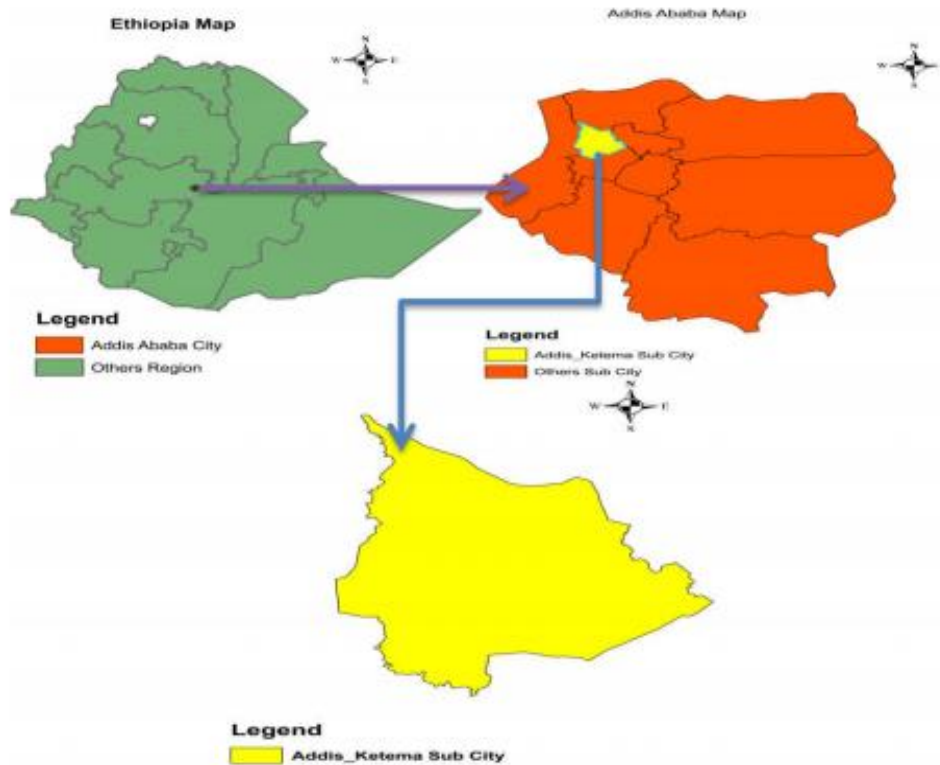 Ethiopia Map
N
W E
S
Legend
Addis Ababa City
Others Region
Addis Ababa Map
N
W E
S
Legend
Addis_Ketema Sub City
Others Sub City
N
W E
S
Legend
Addis_Ketema Sub City